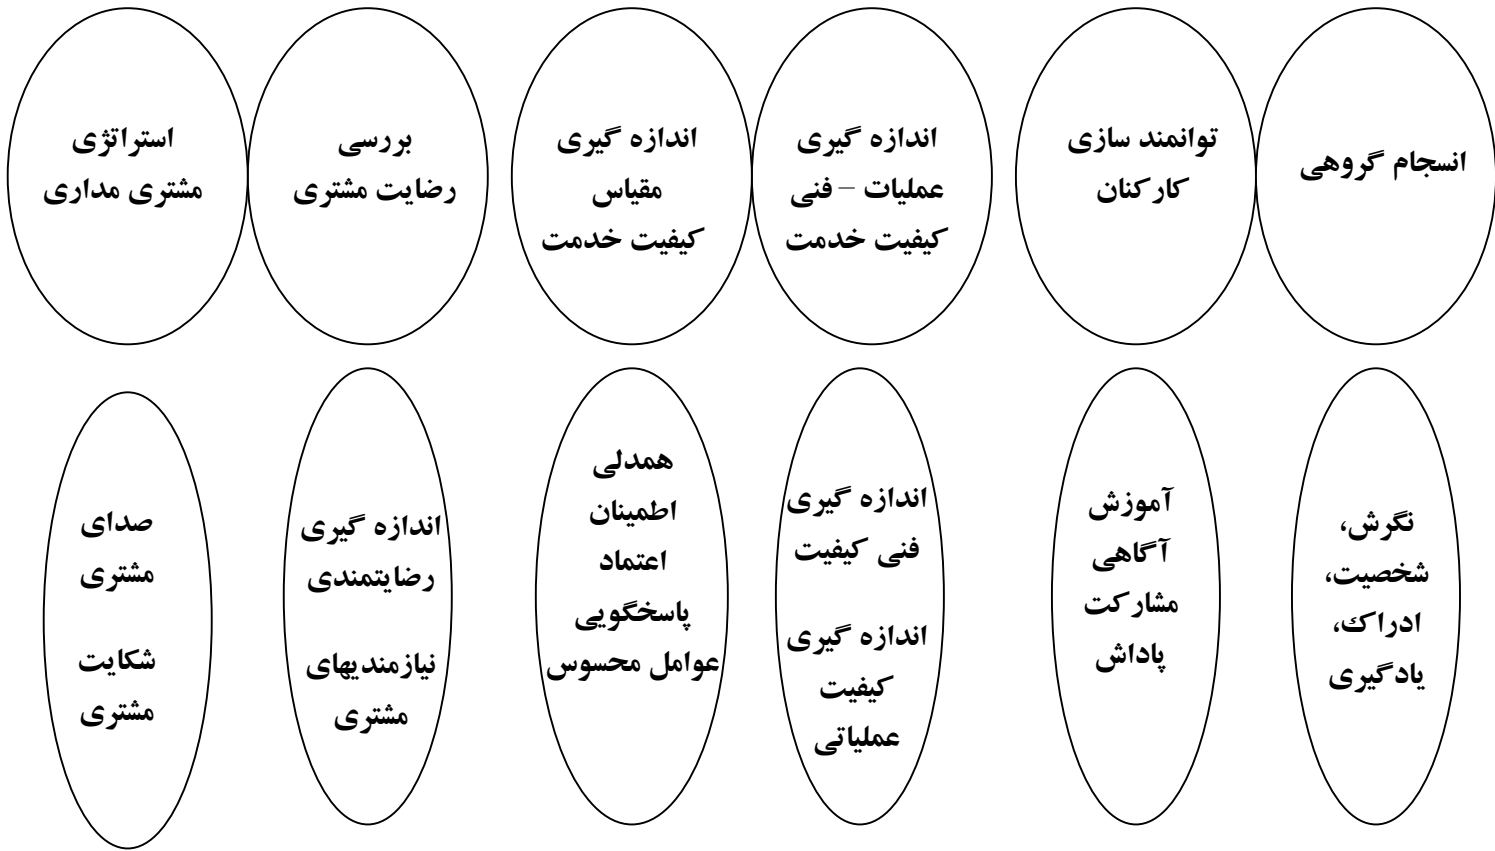 انسجام گروهی
توانمند سازی
کارکنان
اندازه گیری
عملیات – فنی
کیفیت خدمت
اندازه گیری
مقیاس
کیفیت خدمت
بررسی
رضایت مشتری
استراتژی
مشتری مداری
نگرش،
شخصیت،
ادراک،
یادگیری
آموزش
آگاهی
مشارکت
پاداش
اندازه گیری
فنی کیفیت
اندازه گیری
کیفیت
عملیاتی
همدلی
اطمینان
اعتماد
پاسخگویی
عوامل محسوس
اندازه گیری
رضایتمندی
نیازمندیهای
مشتری
صدای
مشتری
شکایت
مشتری